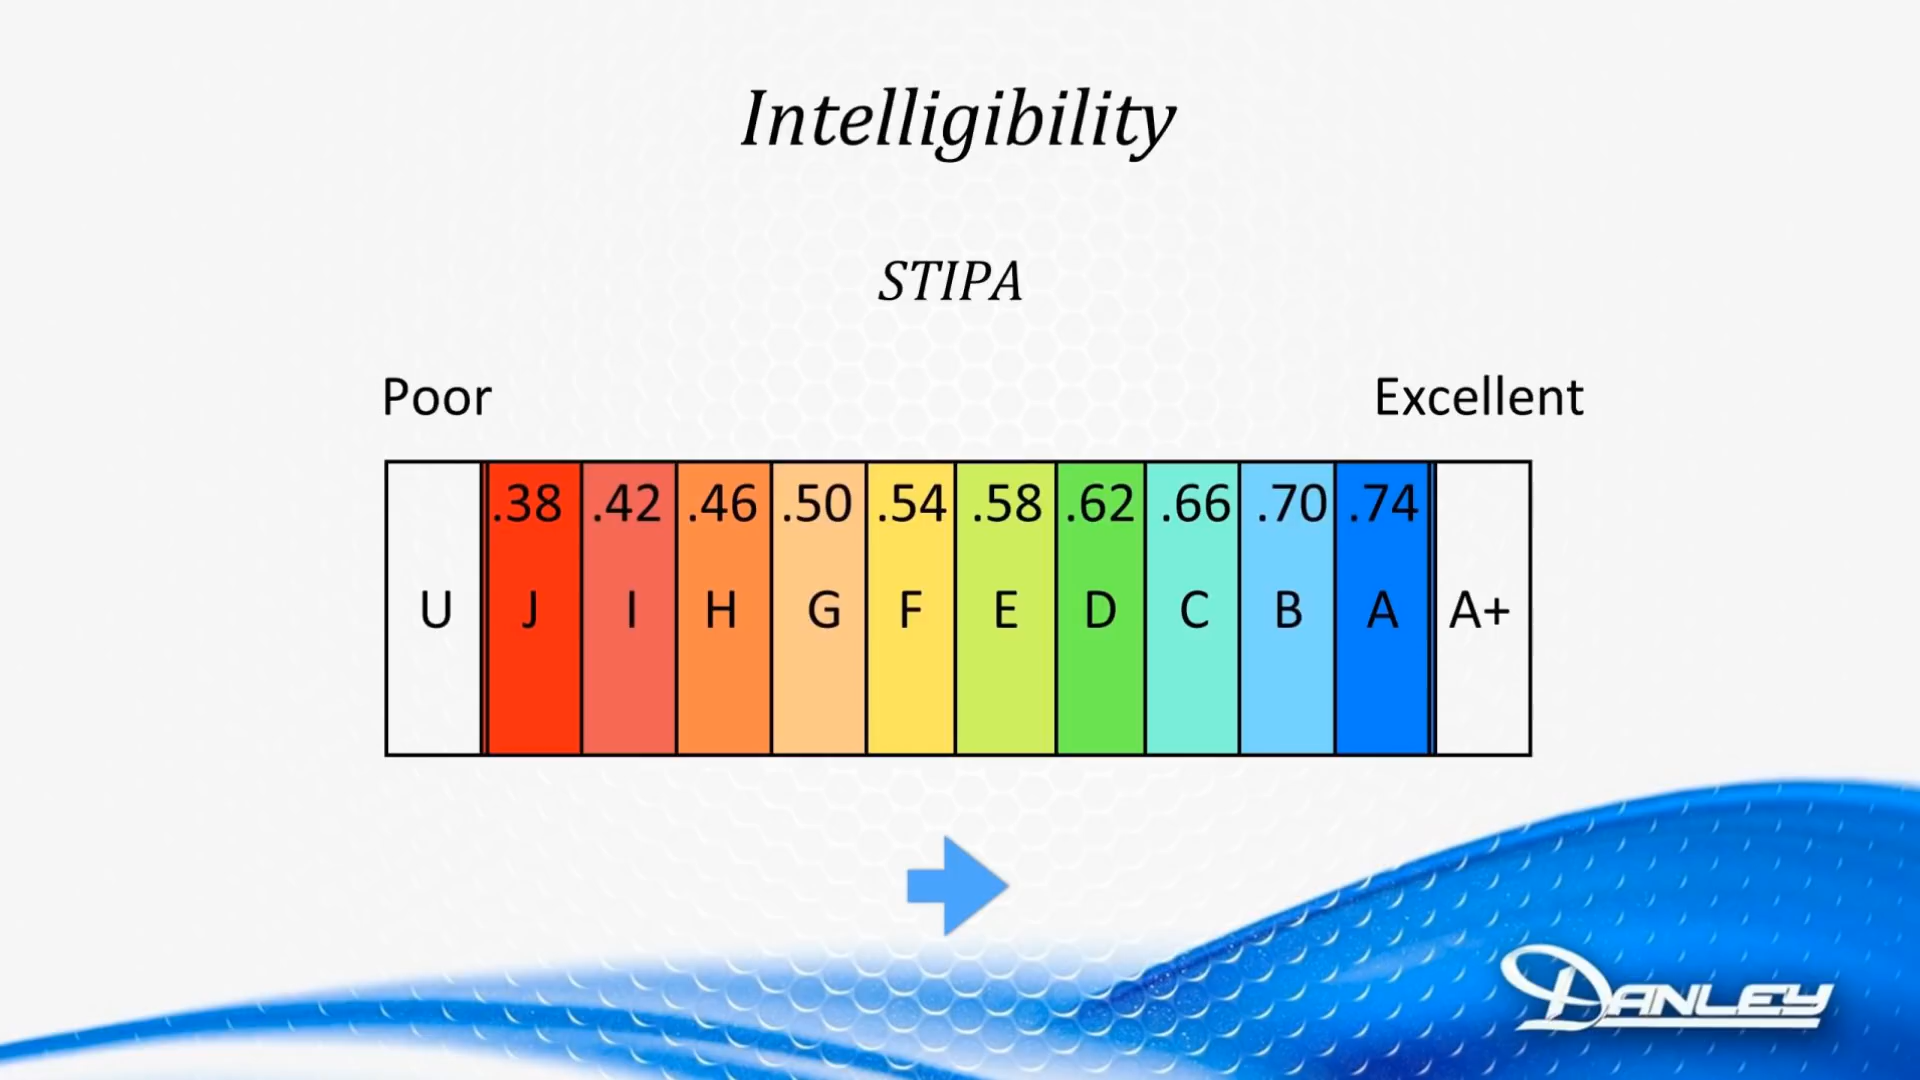 Intelligibility
STIPA
Poor Excellent
.38 .42 .46 .50 .54 .58 .62 .66 .70 .74
U J I H G F E D C B A A+
DANLEY